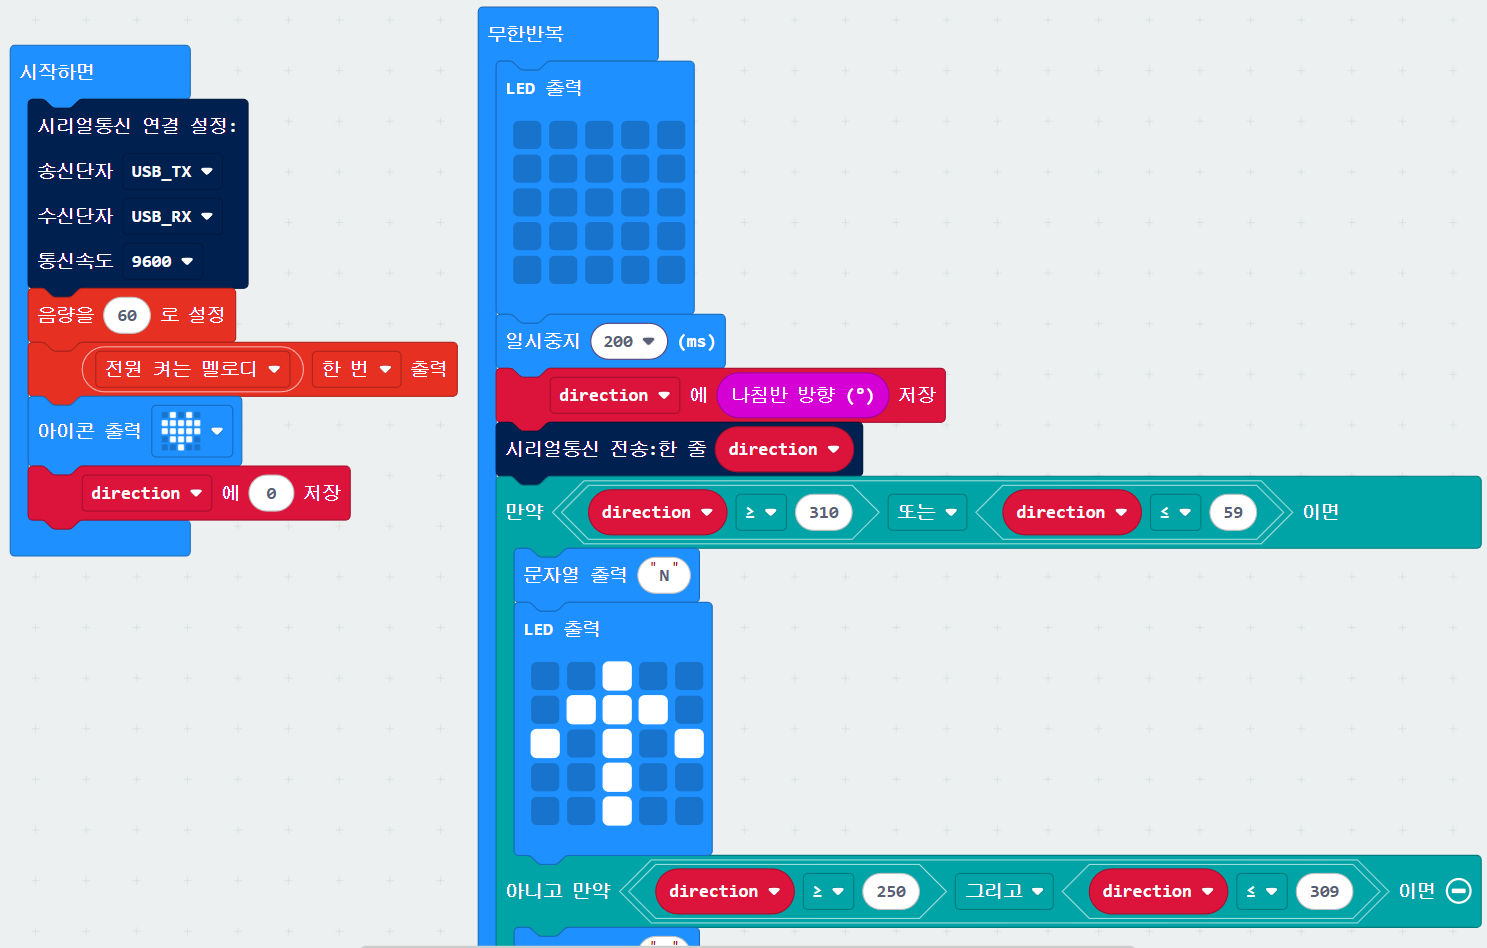 시작하면
시리얼통신 연결 설정:
송신단자 USB_TX
수신단자 USB_RX
통신속도 9600
음량을 60 로 설정
전원 켜는 멜로디 한 번 출력
아이콘 출력
direction 에 0 저장
무한반복
LED 출력
일시중지 200 (ms)
direction 에 나침반 방향 (°) 저장
시리얼통신 전송:한 줄 direction
만약 direction ≥ 310 또는 direction ≤ 59 이면
문자열 출력 "N"
LED 출력
아니고 만약 direction ≥ 250 그리고 direction ≤ 309 이면